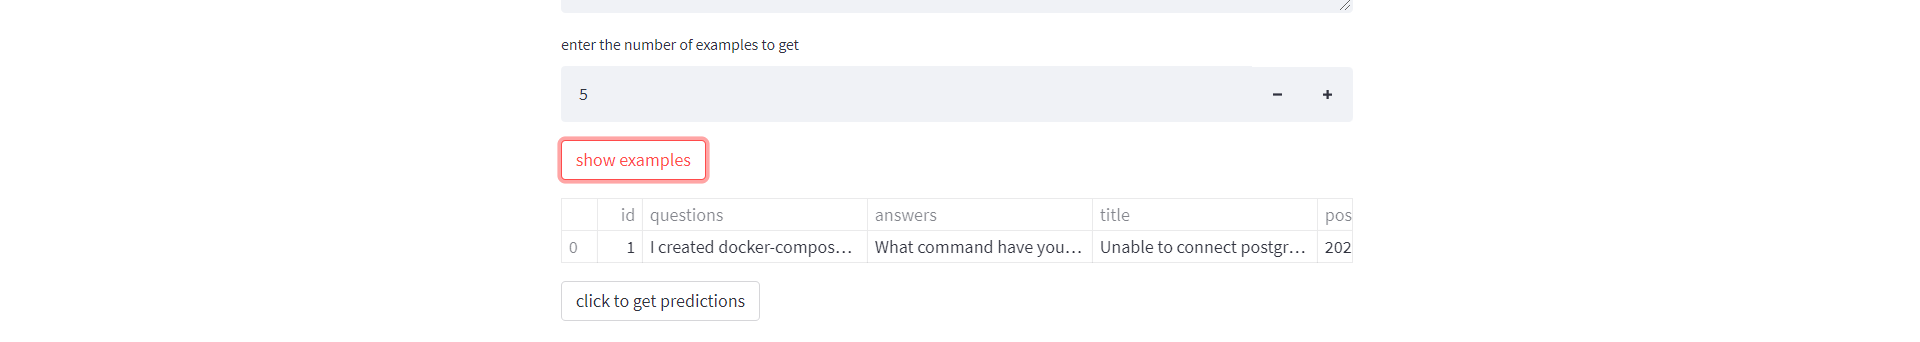 enter the number of examples to get
5 − +
show examples
id questions answers title pos
0 1 I created docker-compos… What command have you… Unable to connect postgr… 202
click to get predictions